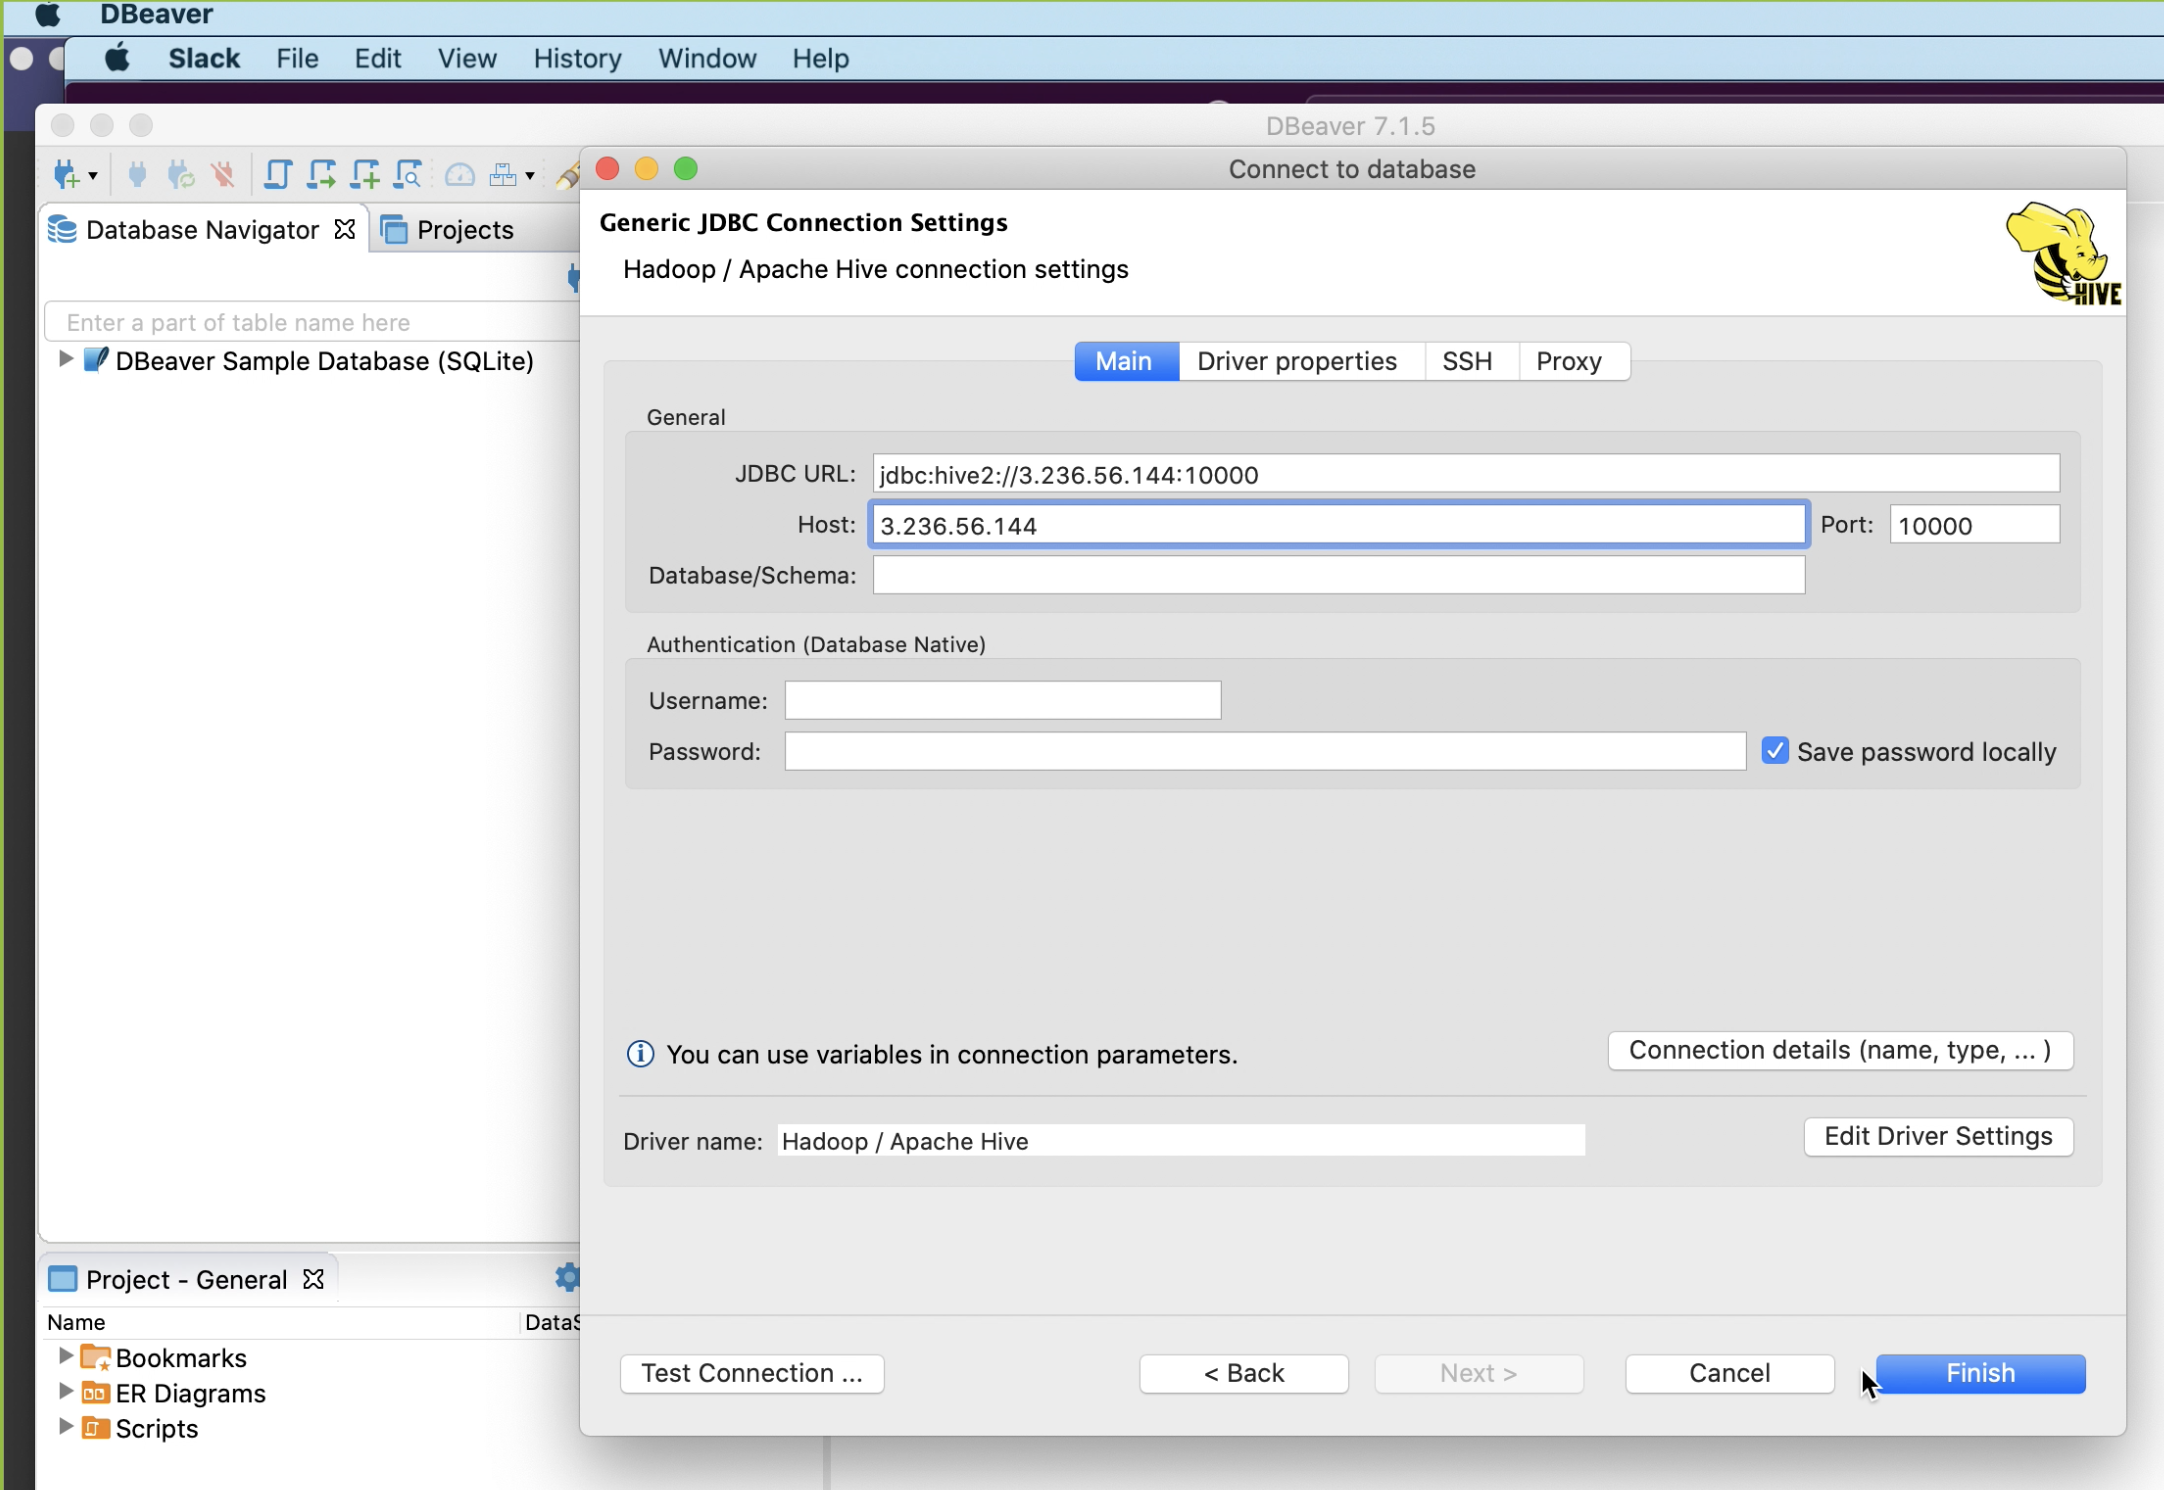 DBeaver
Slack File Edit View History Window Help
DBeaver 7.1.5
Connect to database
Database Navigator Projects
Generic JDBC Connection Settings
Hadoop / Apache Hive connection settings
HIVE
Enter a part of table name here
DBeaver Sample Database (SQLite)
Main Driver properties SSH Proxy
General
JDBC URL: jdbc:hive2://3.236.56.144:10000
Host: 3.236.56.144 Port: 10000
Database/Schema:
Authentication (Database Native)
Username:
Password: Save password locally
You can use variables in connection parameters.
Connection details (name, type, ... )
Driver name: Hadoop / Apache Hive
Edit Driver Settings
Project - General
Name DataS
Bookmarks
ER Diagrams
Scripts
Test Connection ... < Back Next > Cancel Finish